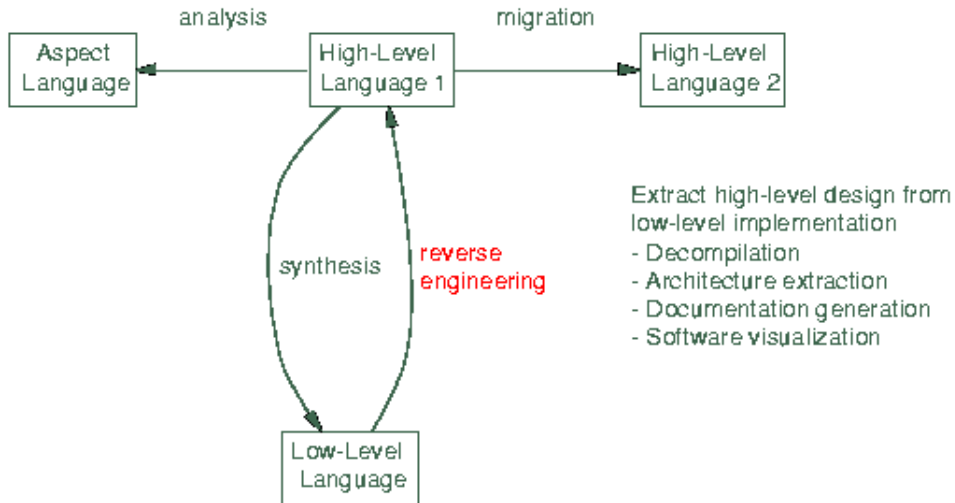 analysis
migration
Aspect
Language
High-Level
Language 1
High-Level
Language 2
synthesis
reverse
engineering
Extract high-level design from
low-level implementation
- Decompilation
- Architecture extraction
- Documentation generation
- Software visualization
Low-Level
Language